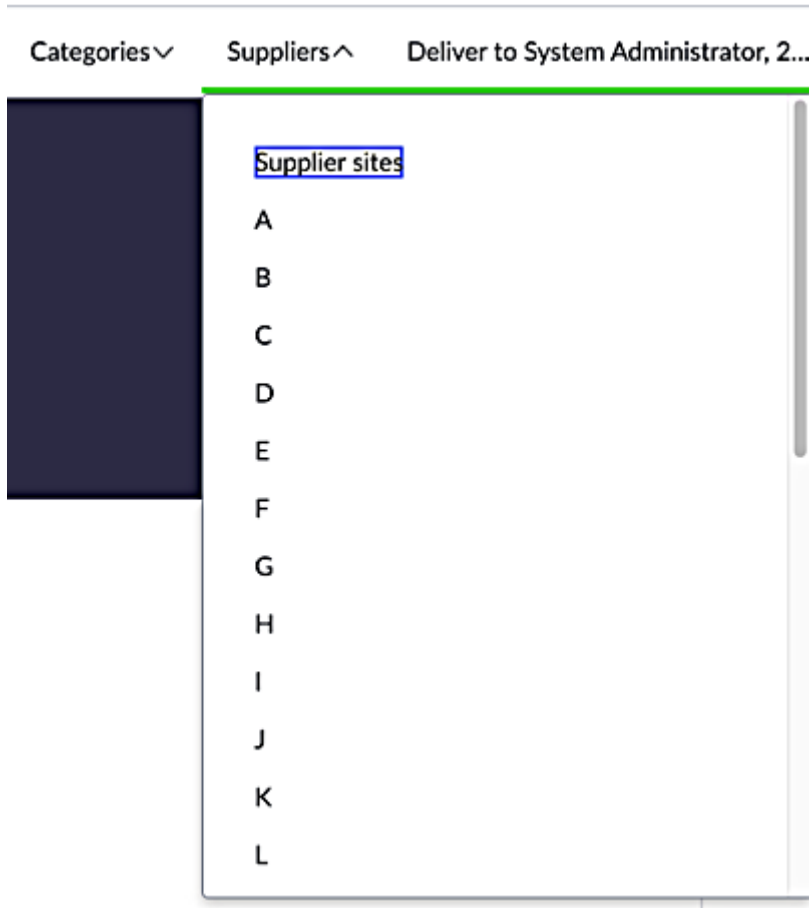 Categories Suppliers Deliver to System Administrator, 2...
Supplier sites
A
B
C
D
E
F
G
H
I
J
K
L